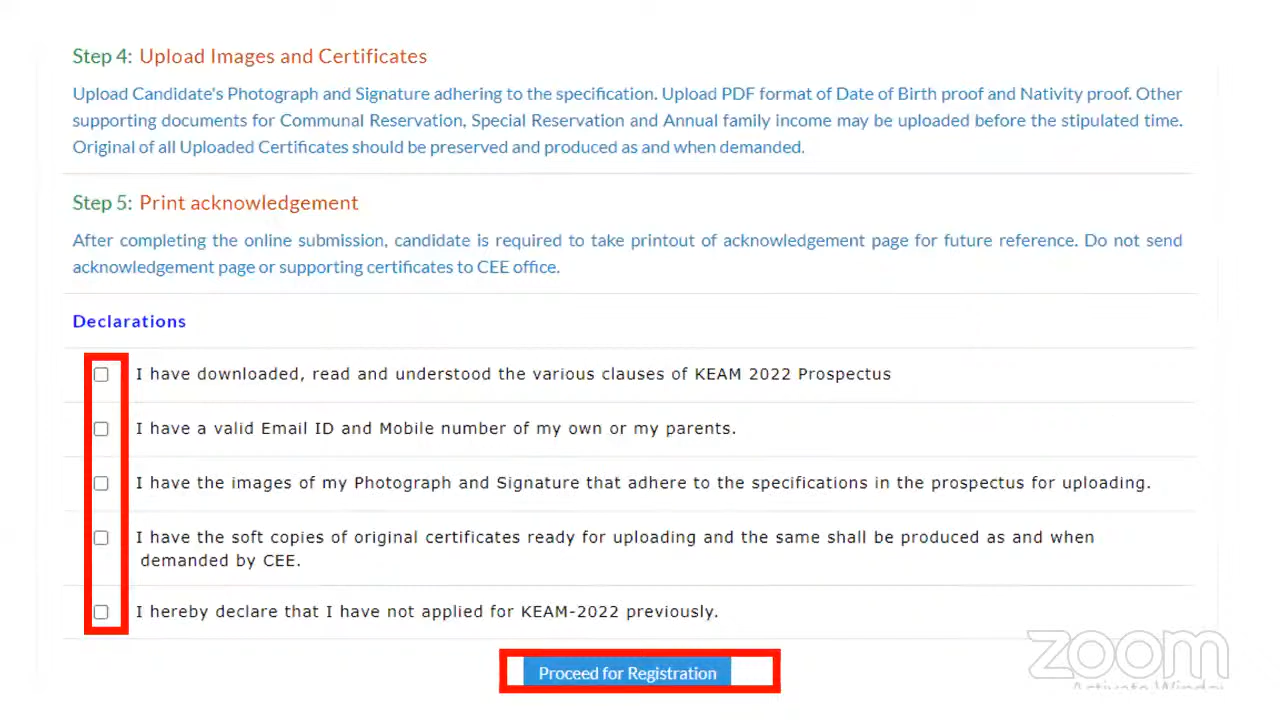 Step 4: Upload Images and Certificates
Upload Candidate's Photograph and Signature adhering to the specification. Upload PDF format of Date of Birth proof and Nativity proof. Other
supporting documents for Communal Reservation, Special Reservation and Annual family income may be uploaded before the stipulated time.
Original of all Uploaded Certificates should be preserved and produced as and when demanded.
Step 5: Print acknowledgement
After completing the online submission, candidate is required to take printout of acknowledgement page for future reference. Do not send
acknowledgement page or supporting certificates to CEE office.
Declarations
I have downloaded, read and understood the various clauses of KEAM 2022 Prospectus
I have a valid Email ID and Mobile number of my own or my parents.
I have the images of my Photograph and Signature that adhere to the specifications in the prospectus for uploading.
I have the soft copies of original certificates ready for uploading and the same shall be produced as and when
demanded by CEE.
I hereby declare that I have not applied for KEAM-2022 previously.
Proceed for Registration
zoom
Activate Window